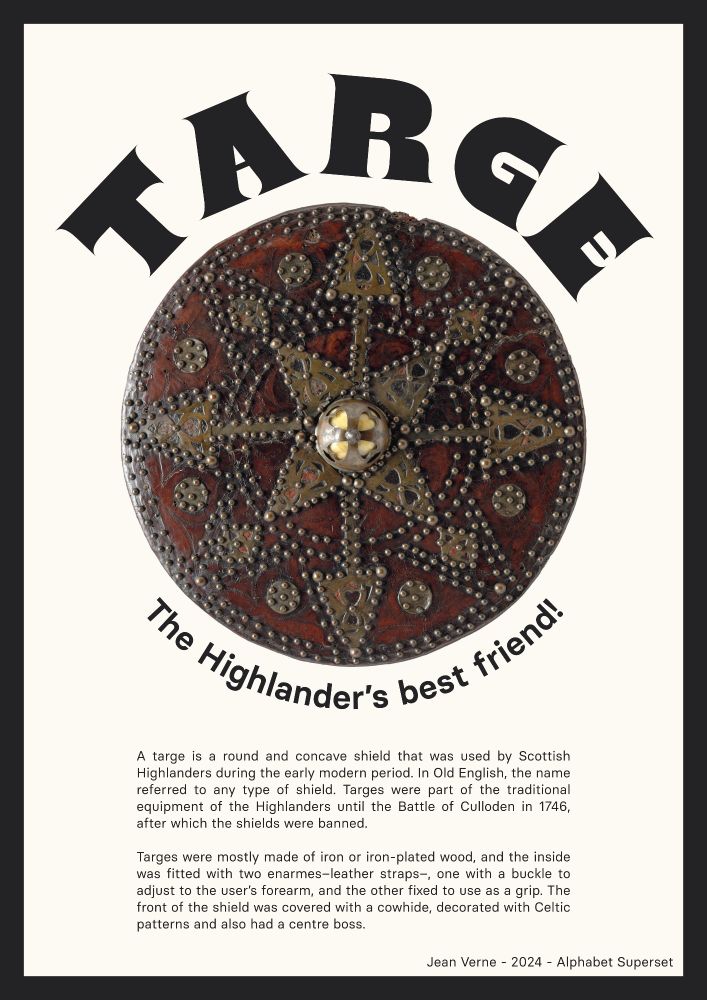 TARGE
The Highlander’s best friend!
A targe is a round and concave shield that was used by Scottish
Highlanders during the early modern period. In Old English, the name
referred to any type of shield. Targes were part of the traditional
equipment of the Highlanders until the Battle of Culloden in 1746,
after which the shields were banned.
Targes were mostly made of iron or iron-plated wood, and the inside
was fitted with two enarmes–leather straps–, one with a buckle to
adjust to the user’s forearm, and the other fixed to use as a grip. The
front of the shield was covered with a cowhide, decorated with Celtic
patterns and also had a centre boss.
Jean Verne - 2024 - Alphabet Superset